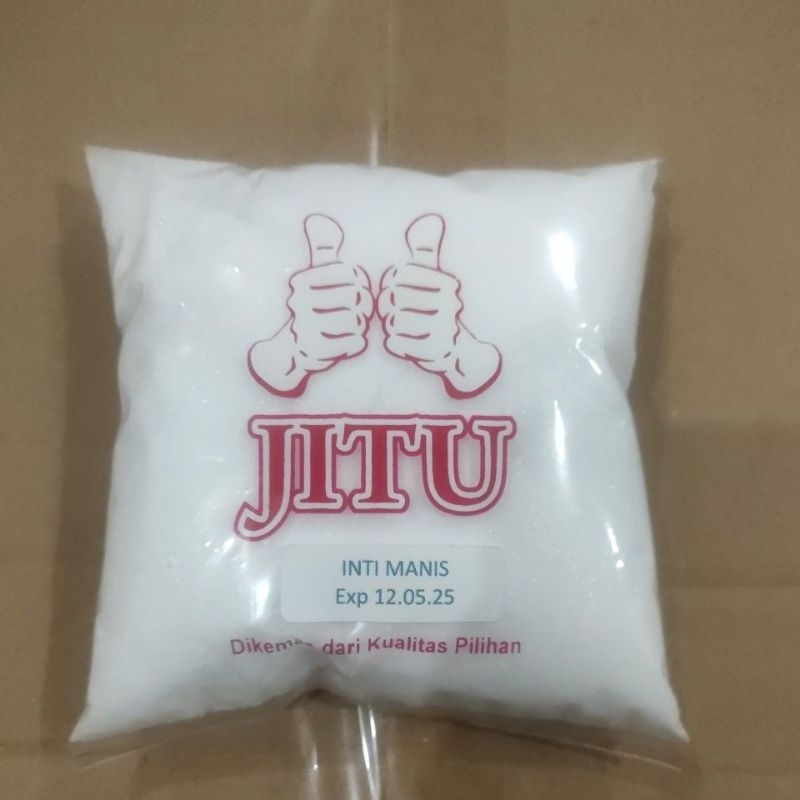 JITU
INTI MANIS
Exp 12.05.25
dari Kualitas Pilihan